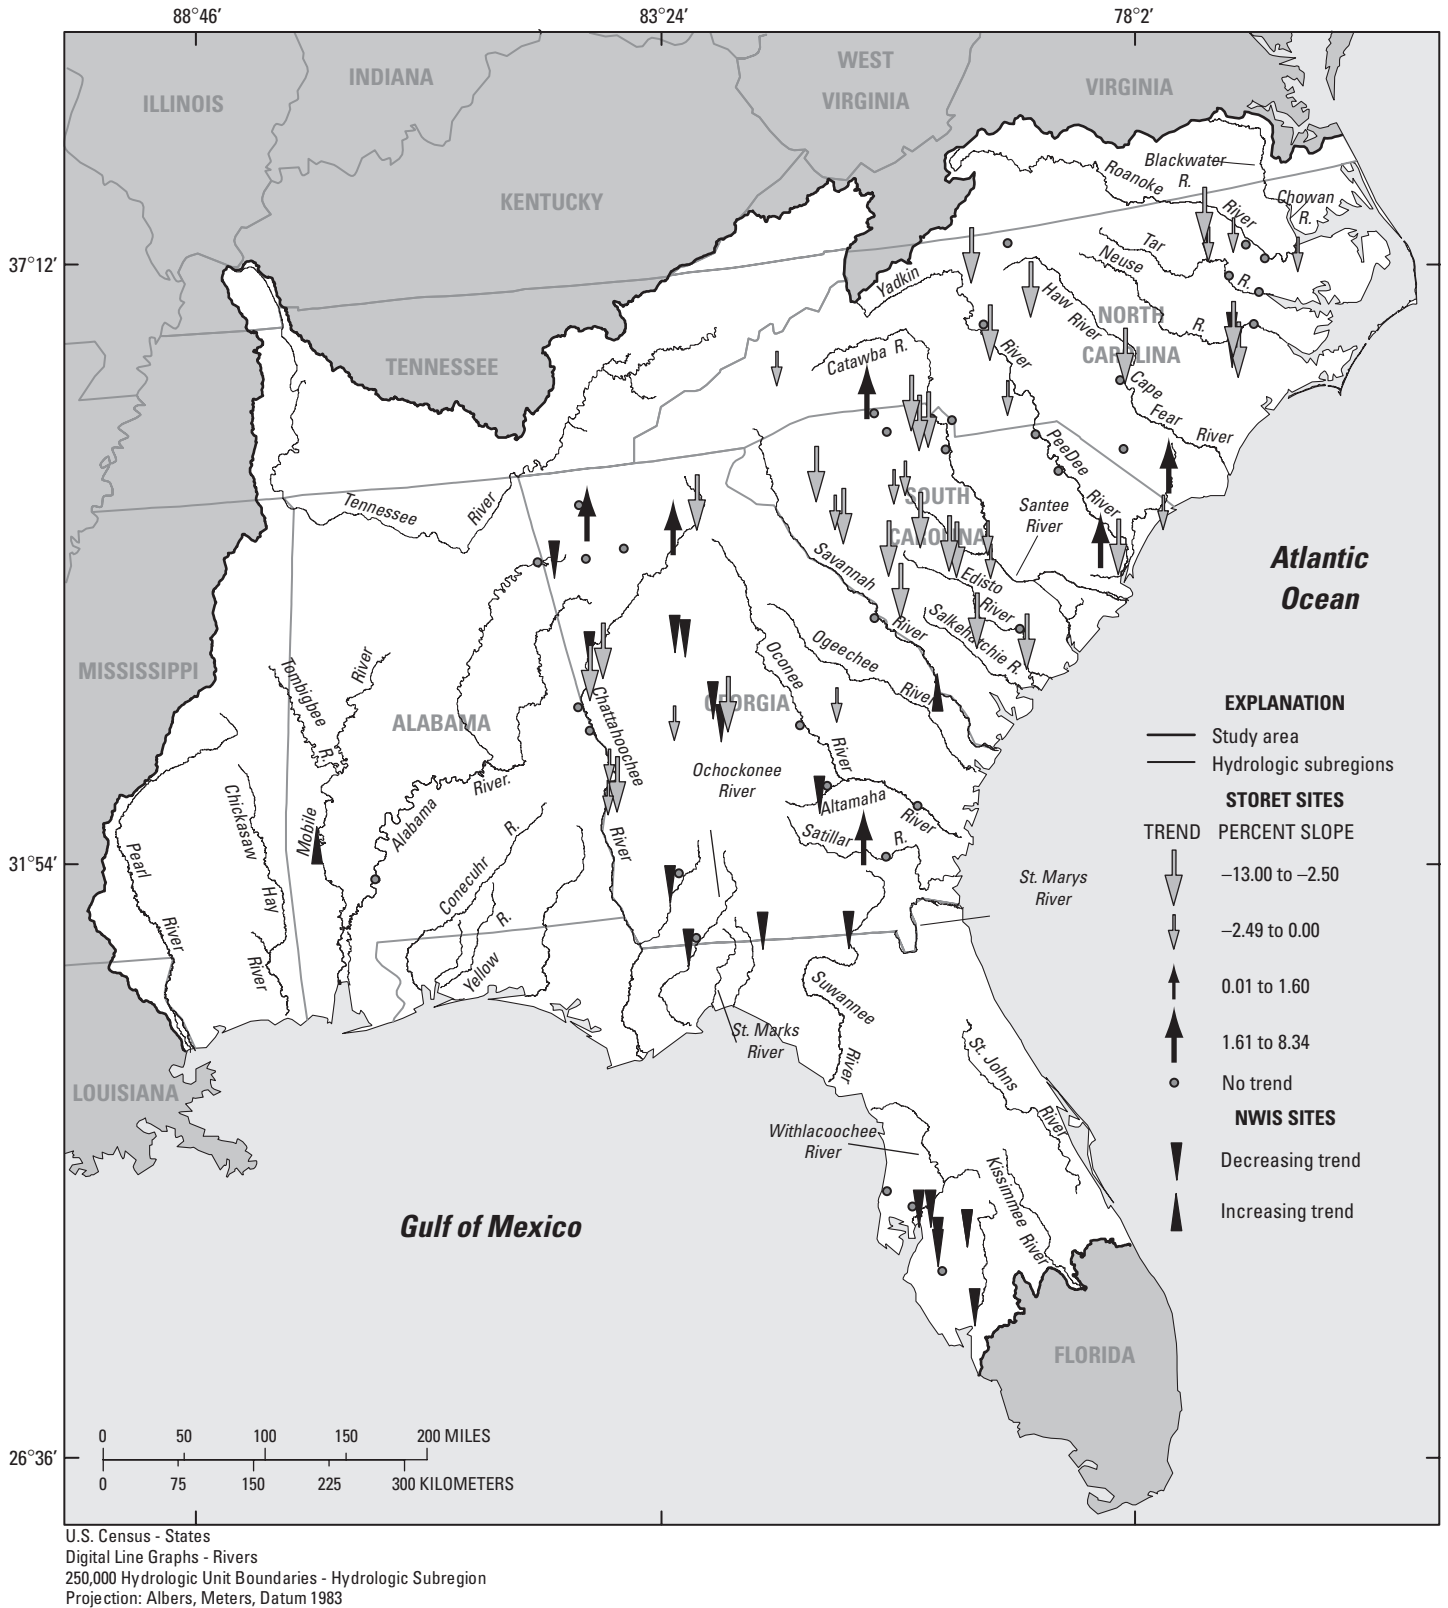 88°46′
83°24′
78°2′
WEST
VIRGINIA
INDIANA
VIRGINIA
ILLINOIS
Blackwater
R.
Roanoke
River
Chowan
R.
KENTUCKY
Tar
R.
37°12′
Neuse
R.
Yadkin
River
Haw
River
NORTH
CAROLINA
TENNESSEE
Catawba R.
Cape
Fear
River
PeeDee
River
SOUTH
CAROLINA
Santee
River
Tennessee
River
Atlantic
Ocean
Savannah
River
Edisto
River
Salkehatchie R.
Ogeechee
River
Oconee
River
MISSISSIPPI
Tombigbee
R.
River
ALABAMA
GEORGIA
Chattahoochee
River
Ochockonee
River
Alabama
River.
Altamaha
River
Satillar
R.
Chickasaw
Hay
River
Mobile
Conecuhr
R.
31°54′
Pearl
River
St. Marys
River
Yellow
R.
Suwannee
River
St. Marks
River
St. Johns
River
LOUISIANA
Withlacoochee
River
Kissimmee River
Gulf of Mexico
FLORIDA
EXPLANATION
Study area
Hydrologic subregions
STORET SITES
TREND PERCENT SLOPE
–13.00 to –2.50
–2.49 to 0.00
0.01 to 1.60
1.61 to 8.34
No trend
NWIS SITES
Decreasing trend
Increasing trend
0 50 100 150 200 MILES
26°36′
0 75 150 225 300 KILOMETERS
U.S. Census - States
Digital Line Graphs - Rivers
250,000 Hydrologic Unit Boundaries - Hydrologic Subregion
Projection: Albers, Meters, Datum 1983